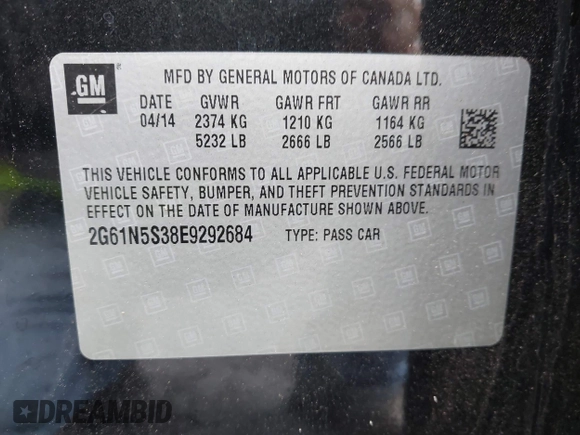 GM ® MFD BY GENERAL MOTORS OF CANADA LTD.
DATE GVWR GAWR FRT GAWR RR
04/14 2374 KG 1210 KG 1164 KG
5232 LB 2666 LB 2566 LB
THIS VEHICLE CONFORMS TO ALL APPLICABLE U.S. FEDERAL MOTOR
VEHICLE SAFETY, BUMPER, AND THEFT PREVENTION STANDARDS IN
EFFECT ON THE DATE OF MANUFACTURE SHOWN ABOVE.
2G61N5S38E9292684 TYPE: PASS CAR
DREAMBID